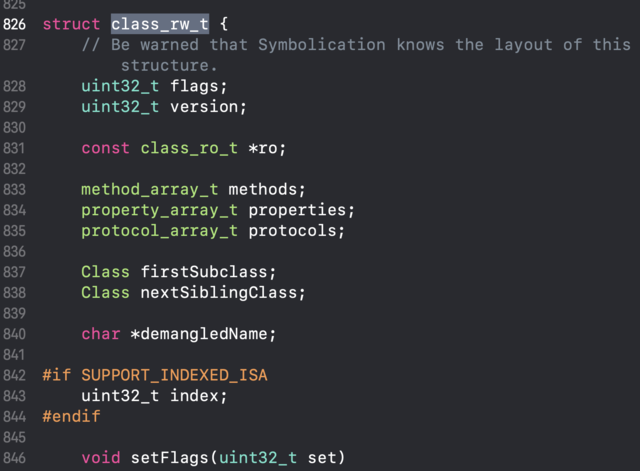 825
826 struct class_rw_t {
827 // Be warned that Symbolication knows the layout of this
structure.
828 uint32_t flags;
829 uint32_t version;
830
831 const class_ro_t *ro;
832
833 method_array_t methods;
834 property_array_t properties;
835 protocol_array_t protocols;
836
837 Class firstSubclass;
838 Class nextSiblingClass;
839
840 char *demangledName;
841
842 #if SUPPORT_INDEXED_ISA
843 uint32_t index;
844 #endif
845
846 void setFlags(uint32_t set)